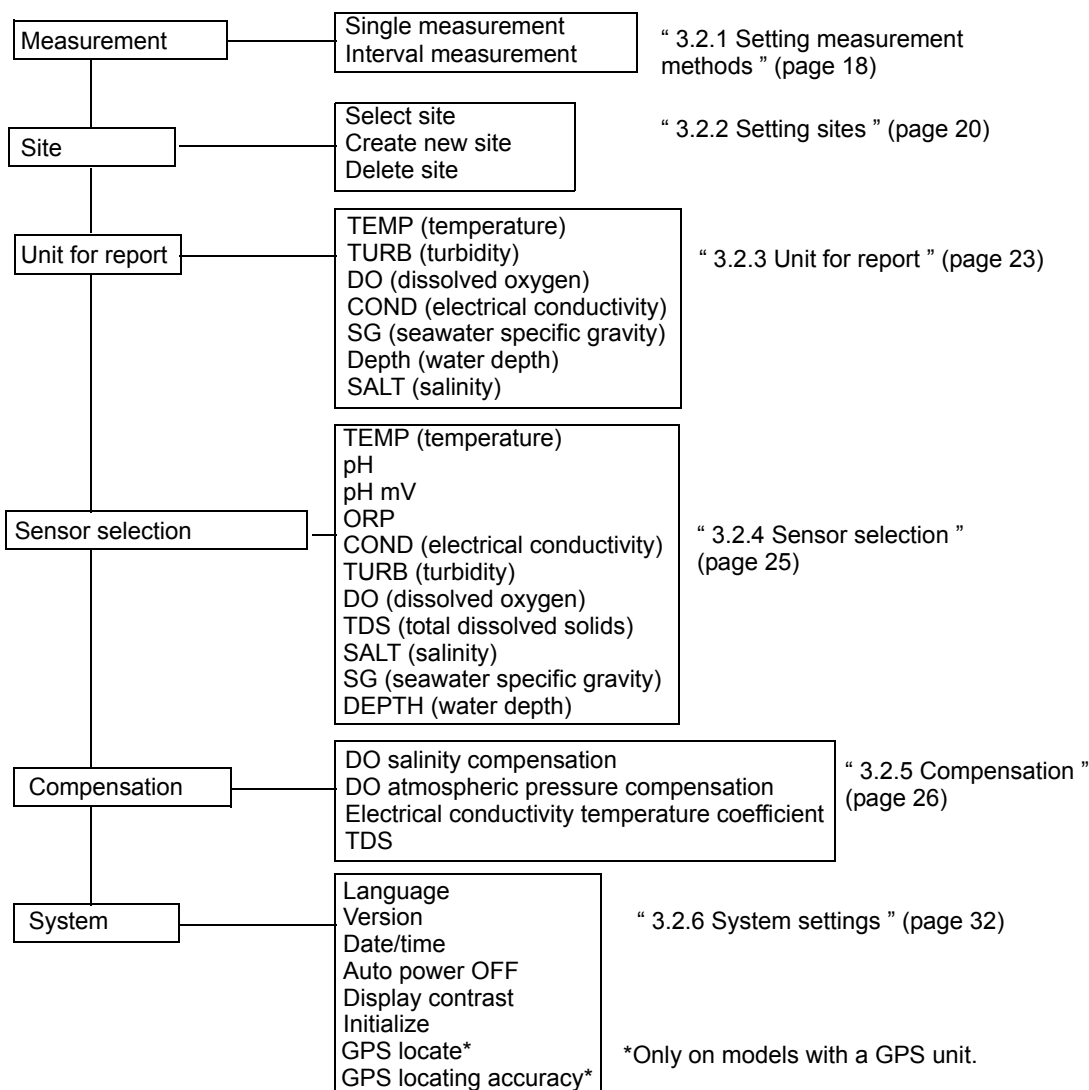 Measurement
Single measurement
Interval measurement
“ 3.2.1 Setting measurement
methods ” (page 18)
Site
Select site
Create new site
Delete site
“ 3.2.2 Setting sites ” (page 20)
Unit for report
TEMP (temperature)
TURB (turbidity)
DO (dissolved oxygen)
COND (electrical conductivity)
SG (seawater specific gravity)
Depth (water depth)
SALT (salinity)
“ 3.2.3 Unit for report ” (page 23)
Sensor selection
TEMP (temperature)
pH
pH mV
ORP
COND (electrical conductivity)
TURB (turbidity)
DO (dissolved oxygen)
TDS (total dissolved solids)
SALT (salinity)
SG (seawater specific gravity)
DEPTH (water depth)
“ 3.2.4 Sensor selection ”
(page 25)
Compensation
DO salinity compensation
DO atmospheric pressure compensation
Electrical conductivity temperature coefficient
TDS
“ 3.2.5 Compensation ”
(page 26)
System
Language
Version
Date/time
Auto power OFF
Display contrast
Initialize
GPS locate*
GPS locating accuracy*
“ 3.2.6 System settings ” (page 32)
*Only on models with a GPS unit.